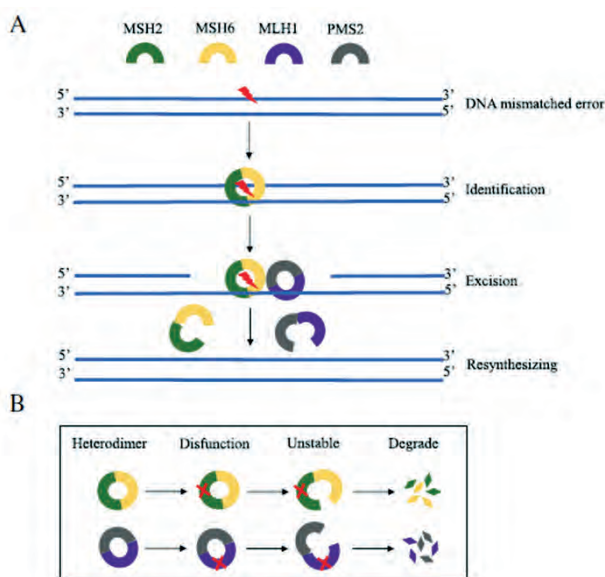 A
MSH2 MSH6 MLH1 PMS2
5’ 3’
DNA mismatched error
3’ 5’
5’ 3’
Identification
3’ 5’
5’ 3’
Excision
3’ 5’
5’ 3’
Resynthesizing
3’ 5’
B
Heterodimer Disfunction Unstable Degrade